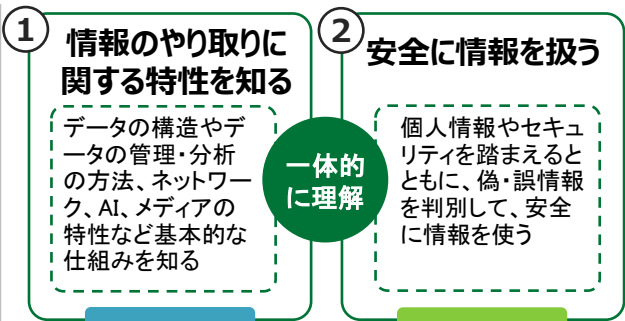 ①
情報のやり取りに
関する特性を知る
データの構造やデ
ータの管理・分析
の方法、ネットワー
ク、AI、メディアの
特性など基本的な
仕組みを知る
一体的
に理解
②
安全に情報を扱う
個人情報やセキュ
リティを踏まえると
ともに、偽・誤情報
を判別して、安全
に情報を使う